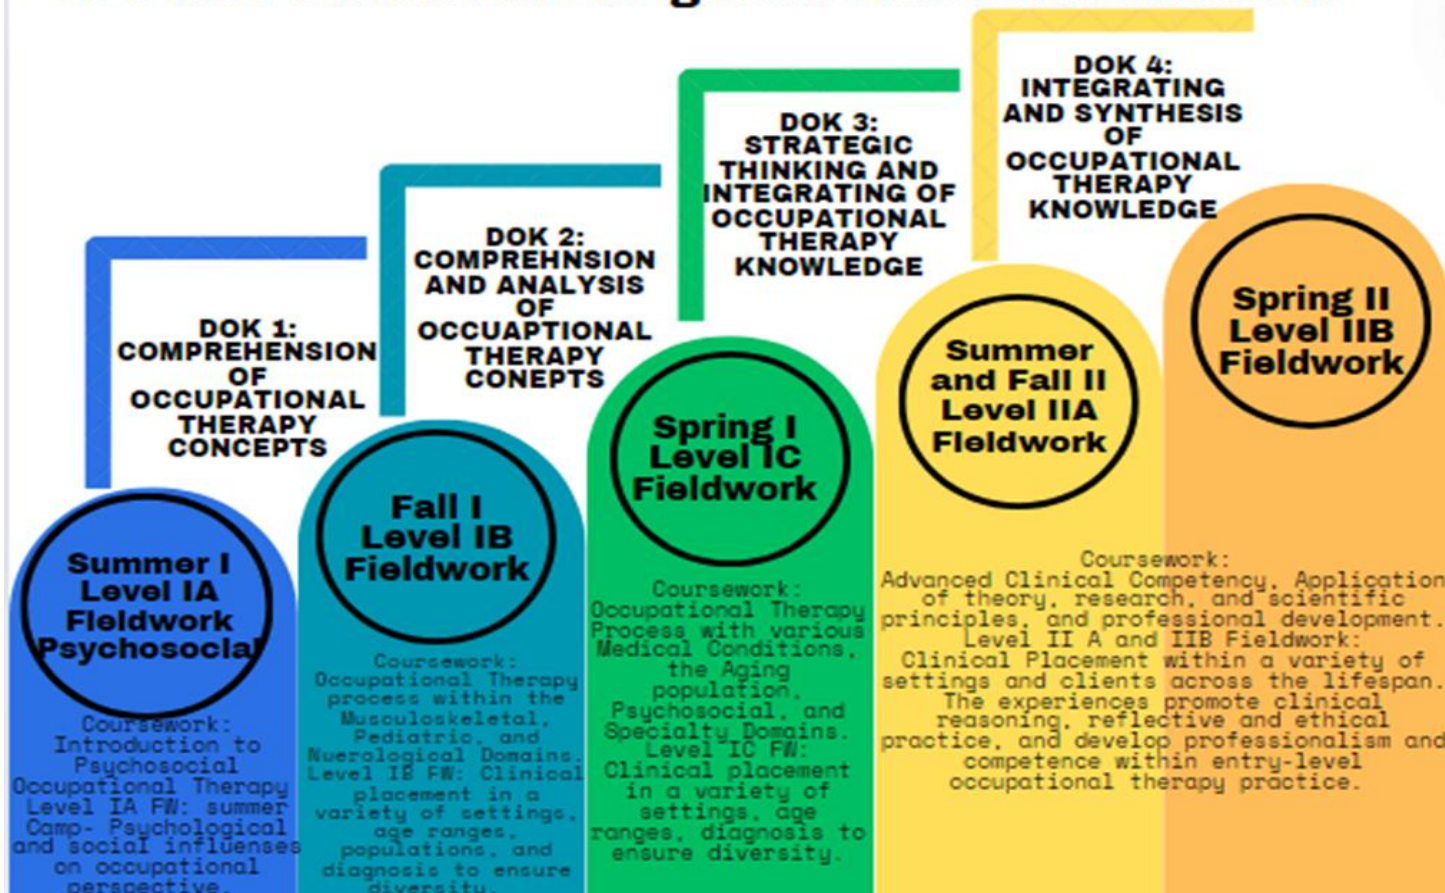 DOK 1:
COMPREHENSION
OF
OCCUPATIONAL
THERAPY
CONCEPTS
DOK 2:
COMPREHNSION
AND ANALYSIS
OF
OCCUAPTIONAL
THERAPY
CONEPTS
DOK 3:
STRATEGIC
THINKING AND
INTEGRATING OF
OCCUPATIONAL
THERAPY
KNOWLEDGE
DOK 4:
INTEGRATING
AND SYNTHESIS
OF
OCCUPATIONAL
THERAPY
KNOWLEDGE
Summer I
Level IA
Fieldwork
Psychosocial
Coursework:
Introduction to
Psychosocial
Occupational Therapy
Level IA FW: summer
Camp- Psychological
and social influenses
on occupational
perspective.
Fall I
Level IB
Fieldwork
Coursework:
Occupational Therapy
process within the
Musculoskeletal,
Pediatric, and
Nuerological Domains.
Level IB FW: Clinical
placement in a
variety of settings,
age ranges,
populations, and
diagnosis to ensure
diversity.
Spring I
Level IC
Fieldwork
Coursework:
Occupational Therapy
Process with various
Medical Conditions,
the Aging
population,
Psychosocial, and
Specialty Domains.
Level IC FW:
Clinical placement
in a variety of
settings, age
ranges, diagnosis to
ensure diversity.
Summer
and Fall II
Level IIA
Fieldwork
Spring II
Level IIB
Fieldwork
Coursework:
Advanced Clinical Competency, Application
of theory, research, and scientific
principles, and professional development.
Level II A and IIB Fieldwork:
Clinical Placement within a variety of
settings and clients across the lifespan.
The experiences promote clinical
reasoning, reflective and ethical
practice, and develop professionalism and
competence within entry-level
occupational therapy practice.